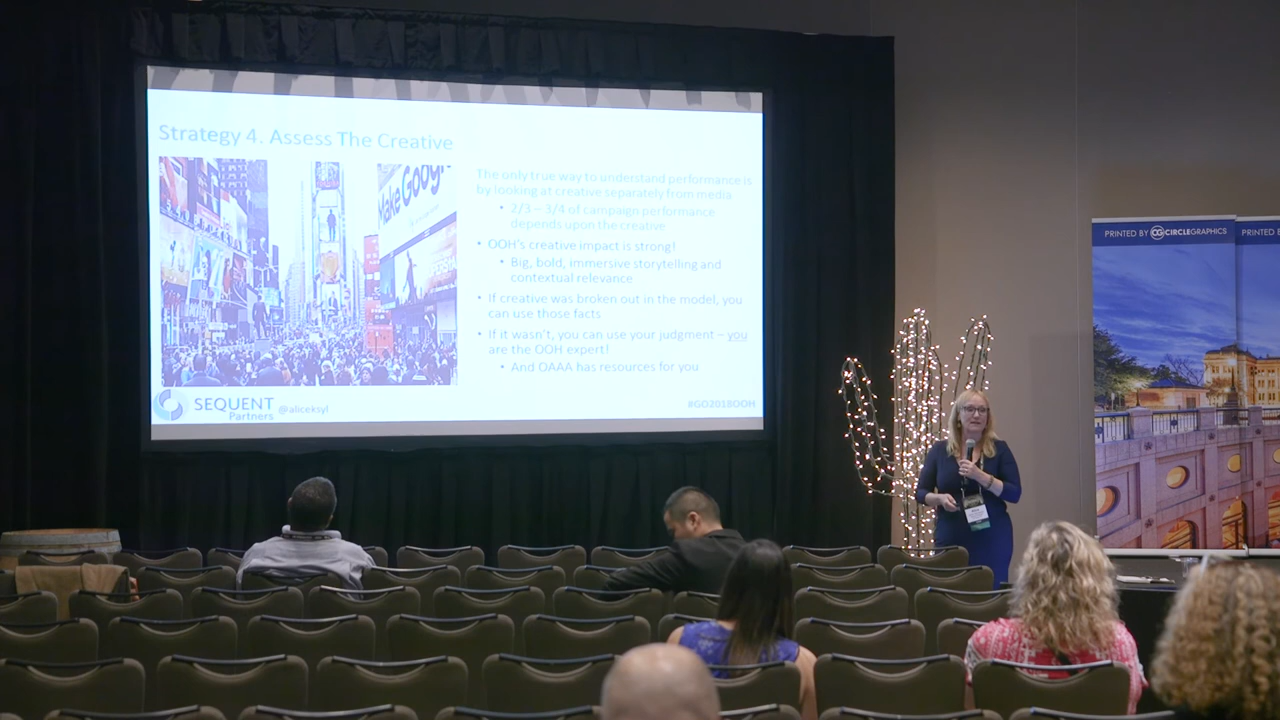 Strategy 4. Assess The Creative
Make Goog
The only true way to understand performance is
by looking at creative separately from media
• 2/3 – 3/4 of campaign performance
depends upon the creative
• OOH's creative impact is strong!
• Big, bold, immersive storytelling and
contextual relevance
• If creative was broken out in the model, you
can use those facts
• If it wasn't, you can use your judgment – you
are the OOH expert!
• And OAAA has resources for you
SEQUENT
Partners @aliceksyl
#GO2018OOH
PRINTED BY CG CIRCLEGRAPHICS
PRINTED B